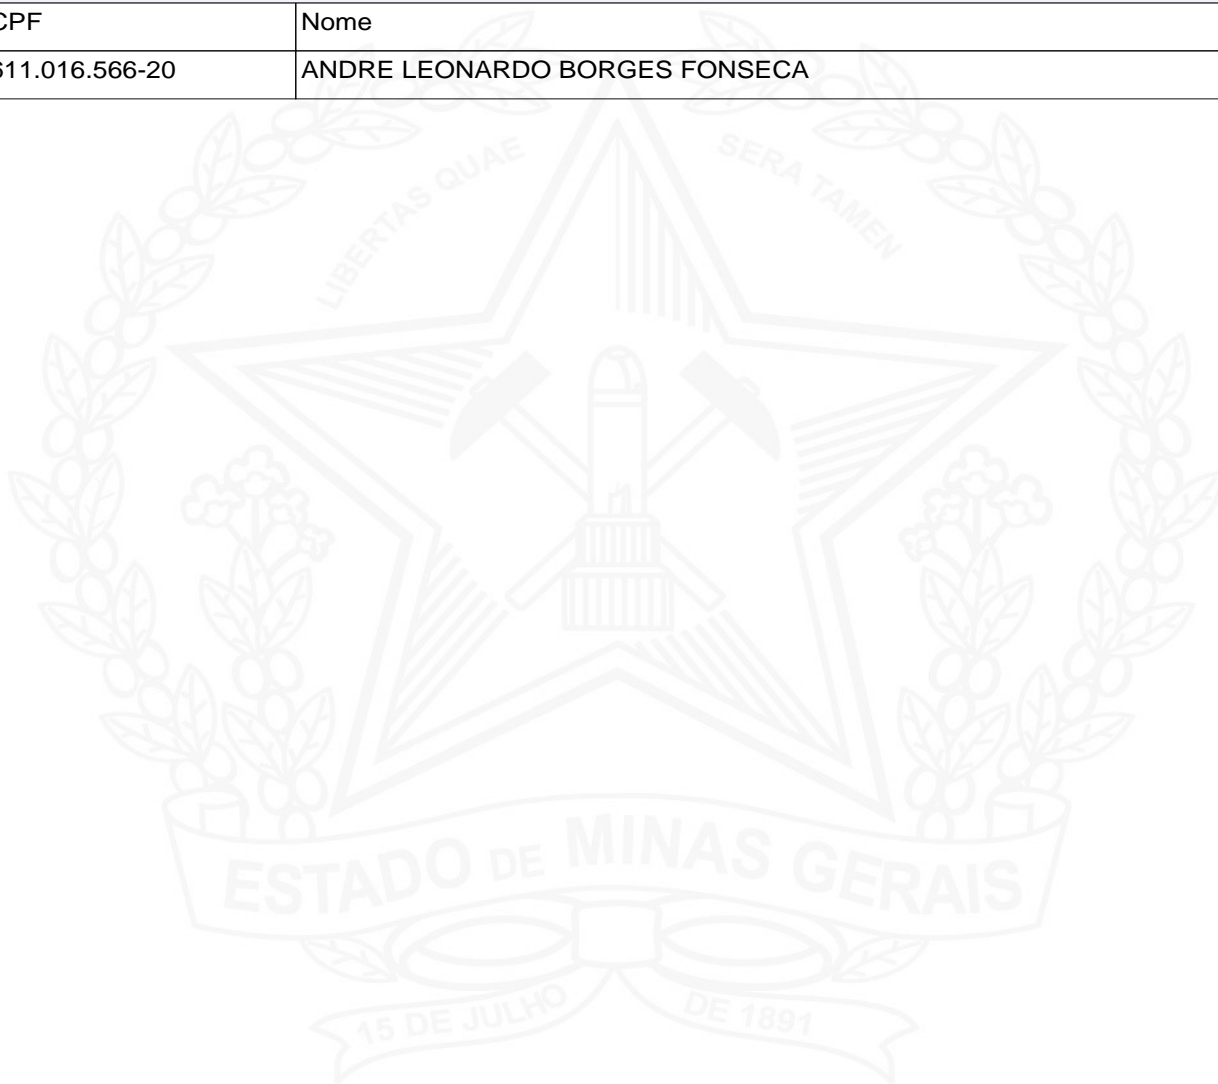 CPF Nome
611.016.566-20 ANDRE LEONARDO BORGES FONSECA
LIBERTAS QUAE SERA TAMEN
ESTADO DE MINAS GERAIS
15 DE JULHO DE 1891